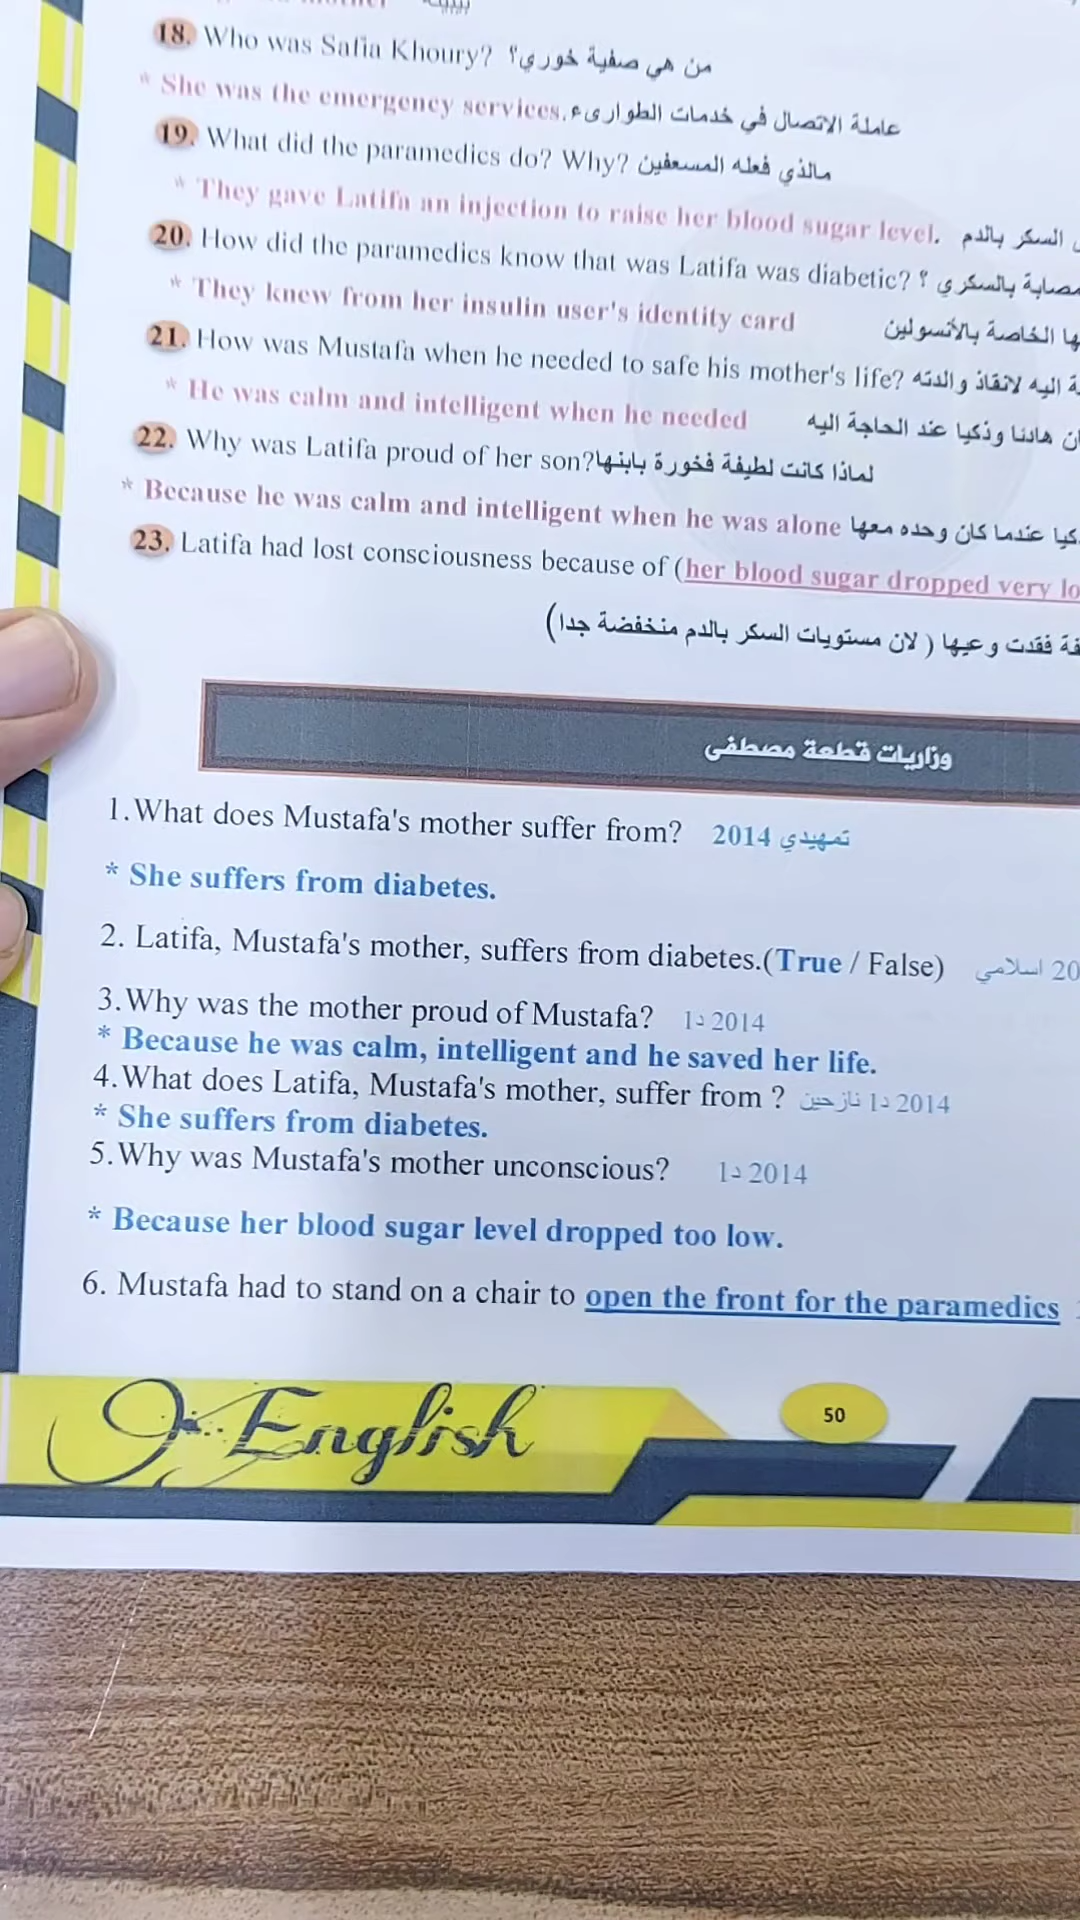 18. Who was Safia Khoury? من هي صفية خوري؟
* She was the emergency services. عاملة الاتصال في خدمات الطوارىء
19. What did the paramedics do? Why? مالذي فعله المسعفين
* They gave Latifa an injection to raise her blood sugar level. السكر بالدم
20. How did the paramedics know that was Latifa was diabetic? مصابة بالسكري ؟
* They knew from her insulin user's identity card الخاصة بالأنسولين
21. How was Mustafa when he needed to safe his mother's life? اليه لانقاذ والدته
* He was calm and intelligent when he needed هادئا وذكيا عند الحاجة اليه
22. Why was Latifa proud of her son? لماذا كانت لطيفة فخورة بابنها
* Because he was calm and intelligent when he was alone عندما كان وحده معها
23. Latifa had lost consciousness because of (her blood sugar dropped very
فقدت وعيها ( لان مستويات السكر بالدم منخفضة جدا)
وزاريات قطعة مصطفى
1.What does Mustafa's mother suffer from? 2014 تمهيدي
* She suffers from diabetes.
2. Latifa, Mustafa's mother, suffers from diabetes.(True / False) اسلامي 20
3.Why was the mother proud of Mustafa? 2014 د1
* Because he was calm, intelligent and he saved her life.
4.What does Latifa, Mustafa's mother, suffer from ? 2014 د1 نازحين
* She suffers from diabetes.
5.Why was Mustafa's mother unconscious? 2014 د1
* Because her blood sugar level dropped too low.
6. Mustafa had to stand on a chair to open the front for the paramedics
English
50